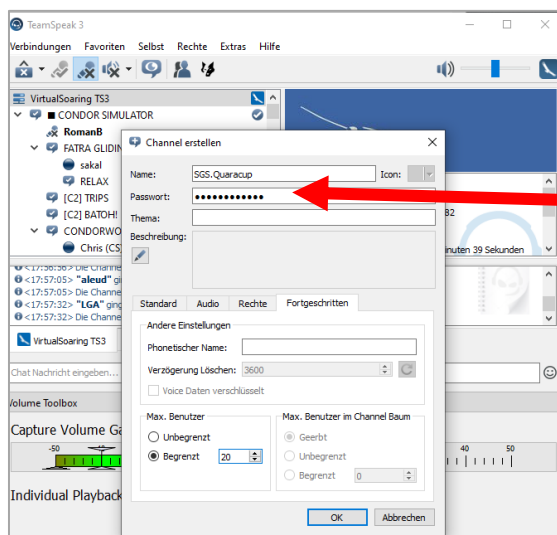 TeamSpeak 3
Verbindungen Favoriten Selbst Rechte Extras Hilfe
VirtualSoaring TS3
CONDOR SIMULATOR
RomanB
FATRA GLIDIN
sakal
RELAX
[C2] TRIPS
[C2] BATOH!
CONDORWO
Chris (CS)
<17:56:56> Die Channe
<17:57:05> "aleud" gin
<17:57:05> Die Channe
<17:57:32> "LGA" ging
<17:57:32> Die Channe
VirtualSoaring TS3
Chat Nachricht eingeben...
Volume Toolbox
Capture Volume Ga
-50
Individual Playback
Channel erstellen
Name: SGS.Quaracup Icon:
Passwort: ●●●●●●●●●●●●
Thema:
Beschreibung:
Standard Audio Rechte Fortgeschritten
Andere Einstellungen
Phonetischer Name:
Verzögerung Löschen: 3600
Voice Daten verschlüsselt
Max. Benutzer
Unbegrenzt
Begrenzt 20
Max. Benutzer im Channel Baum
Geerbt
Unbegrenzt
Begrenzt 0
OK Abbrechen
32
nuten 39 Sekunden
40 50